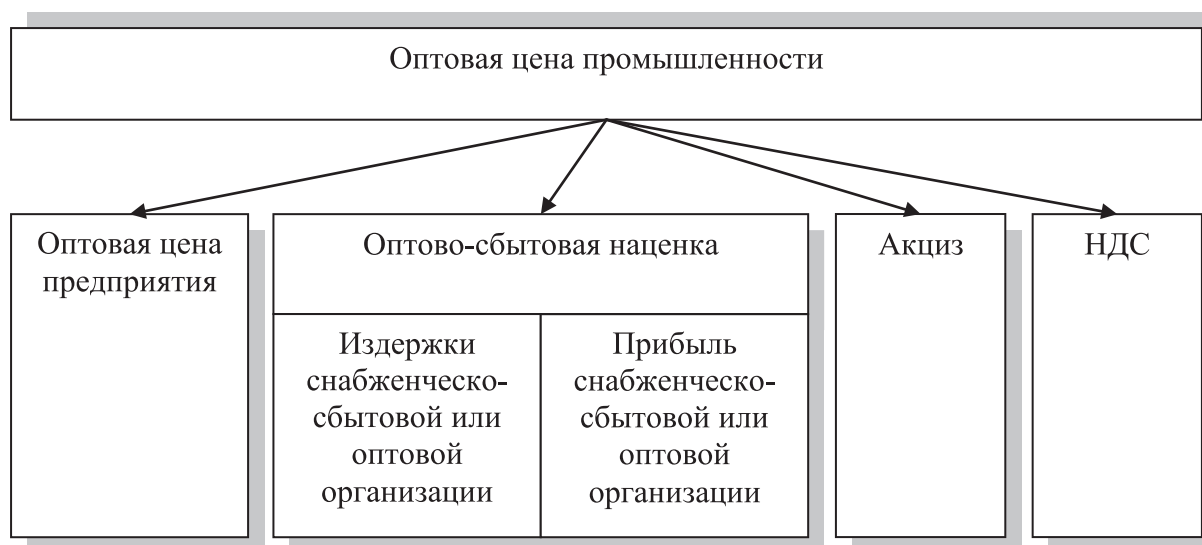 Оптовая цена промышленности
Оптовая цена
предприятия
Оптово-сбытовая наценка
Издержки
снабженческо-
сбытовой или
оптовой
организации
Прибыль
снабженческо-
сбытовой или
оптовой
организации
Акциз
НДС